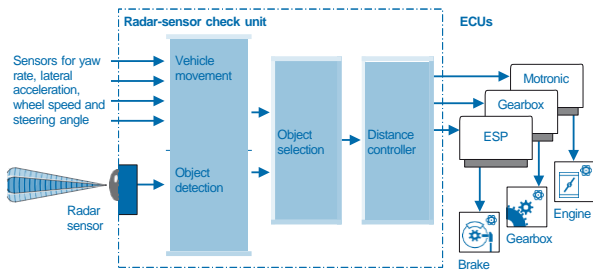 Radar-sensor check unit
ECUs
Sensors for yaw
rate, lateral
acceleration,
wheel speed and
steering angle
Vehicle
movement
Object
detection
Object
selection
Distance
controller
Motronic
Gearbox
ESP
Radar
sensor
Engine
Gearbox
Brake